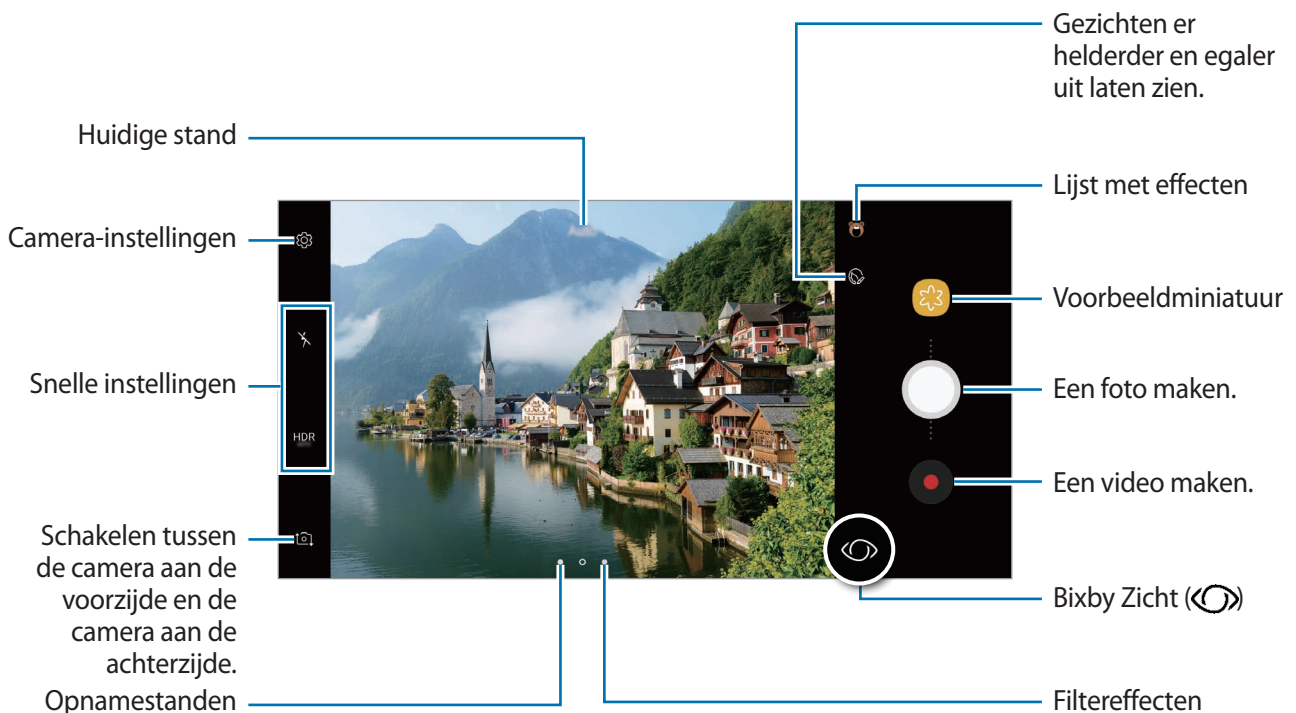 Gezichten er
helderder en egaler
uit laten zien.
Huidige stand
Lijst met effecten
Camera-instellingen
Voorbeeldminiatuur
Snelle instellingen
Een foto maken.
HDR
AUTO
Een video maken.
Schakelen tussen
de camera aan de
voorzijde en de
camera aan de
achterzijde.
Bixby Zicht ( )
Opnamestanden
Filtereffecten